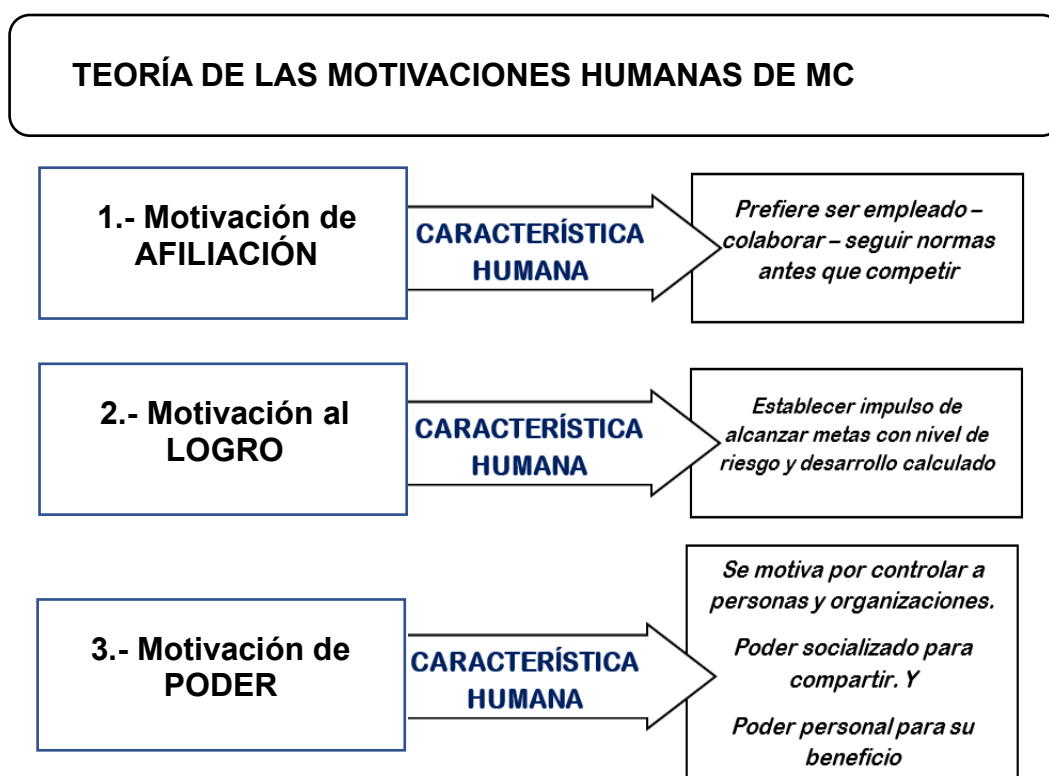 TEORÍA DE LAS MOTIVACIONES HUMANAS DE MC
1.- Motivación de
AFILIACIÓN
CARACTERÍSTICA
HUMANA
Prefiere ser empleado –
colaborar – seguir normas
antes que competir
2.- Motivación al
LOGRO
CARACTERÍSTICA
HUMANA
Establecer impulso de
alcanzar metas con nivel de
riesgo y desarrollo calculado
3.- Motivación de
PODER
CARACTERÍSTICA
HUMANA
Se motiva por controlar a
personas y organizaciones.
Poder socializado para
compartir. Y
Poder personal para su
beneficio